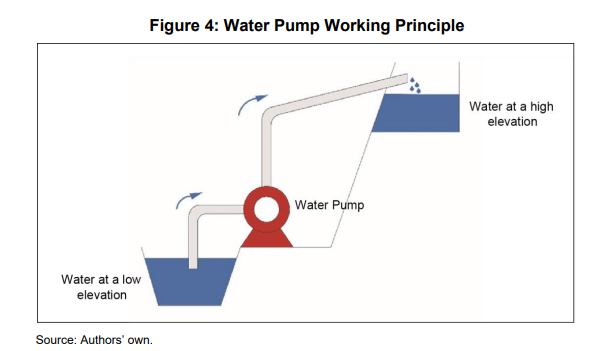 Figure 4: Water Pump Working Principle
Water at a high
elevation
Water Pump
Water at a low
elevation
Source: Authors' own.